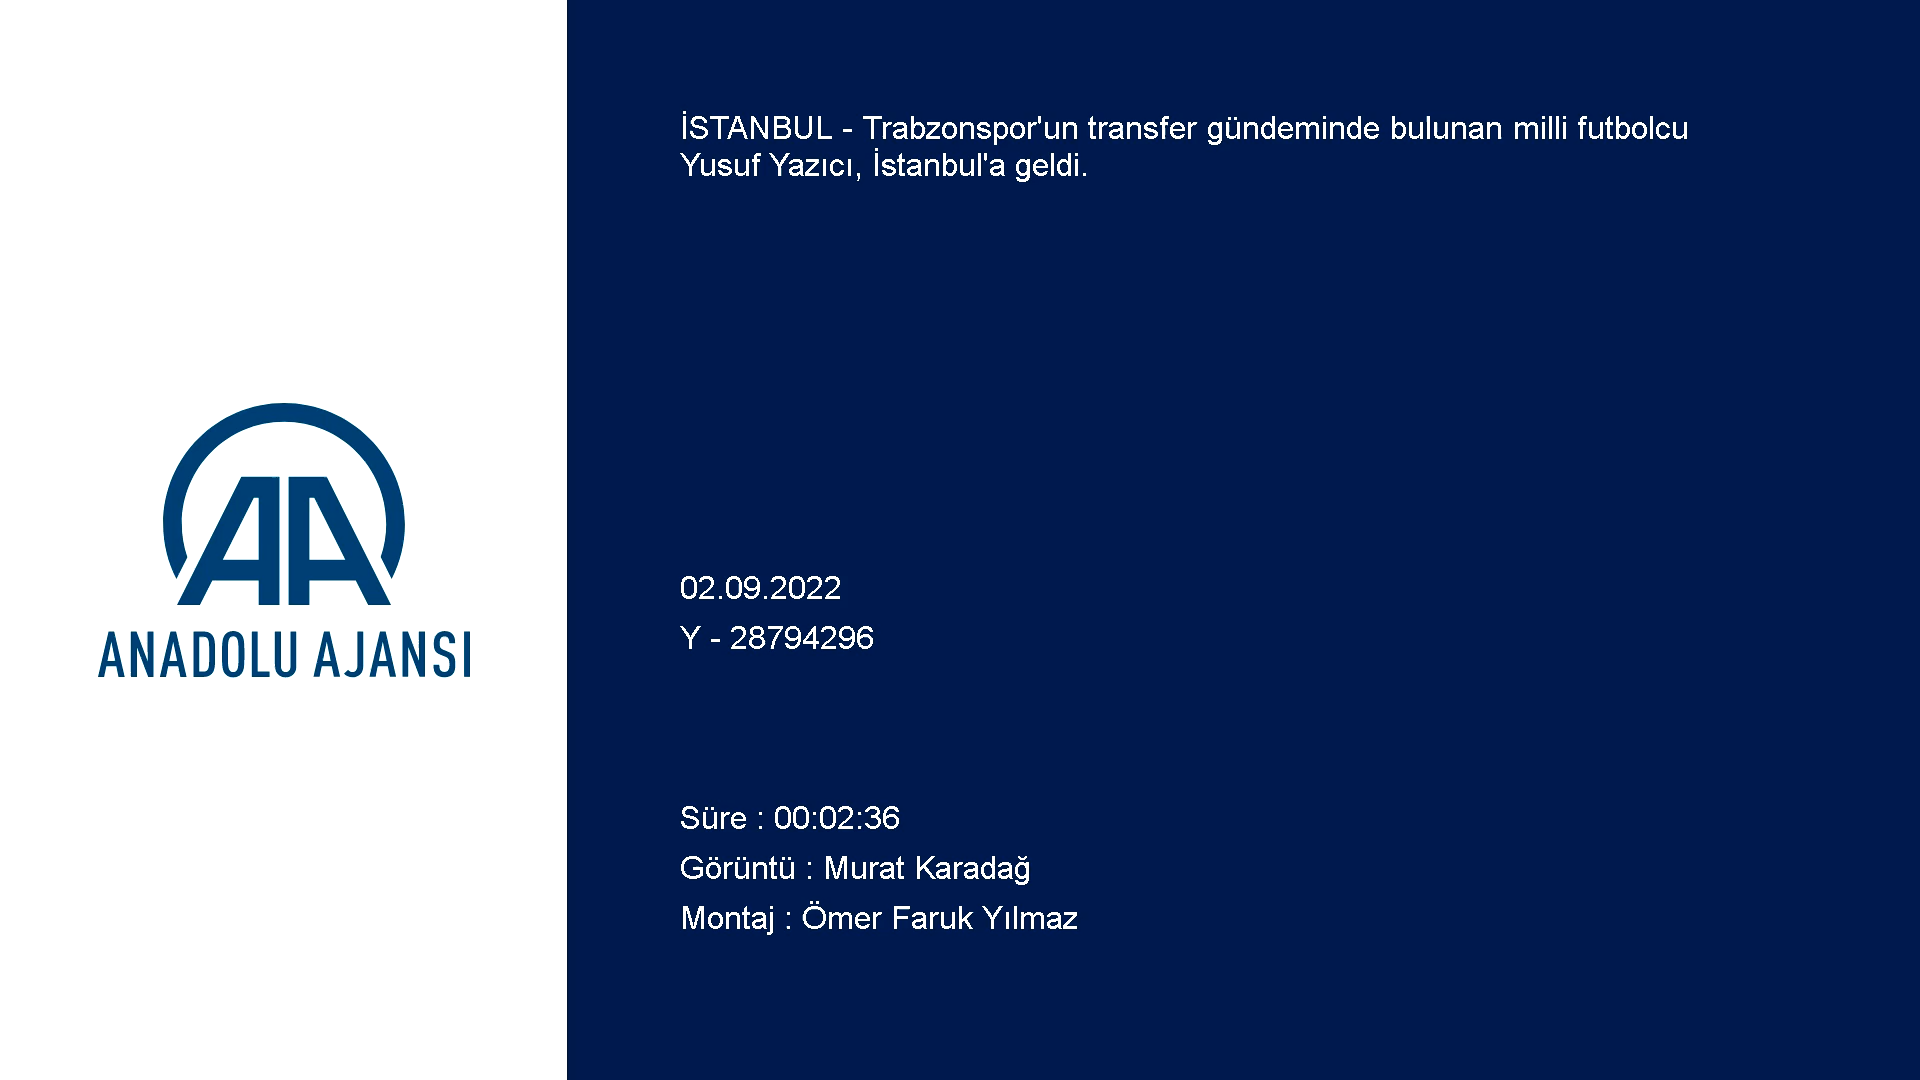 AA
ANADOLU AJANSI
İSTANBUL - Trabzonspor'un transfer gündeminde bulunan milli futbolcu
Yusuf Yazıcı, İstanbul'a geldi.
02.09.2022
Y - 28794296
Süre : 00:02:36
Görüntü : Murat Karadağ
Montaj : Ömer Faruk Yılmaz